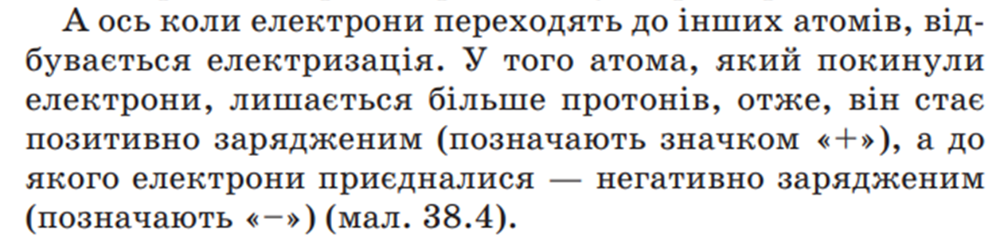 А ось коли електрони переходять до інших атомів, від-
бувається електризація. У того атома, який покинули
електрони, лишається більше протонів, отже, він стає
позитивно зарядженим (позначають значком «+»), а до
якого електрони приєдналися — негативно зарядженим
(позначають «−») (мал. 38.4).